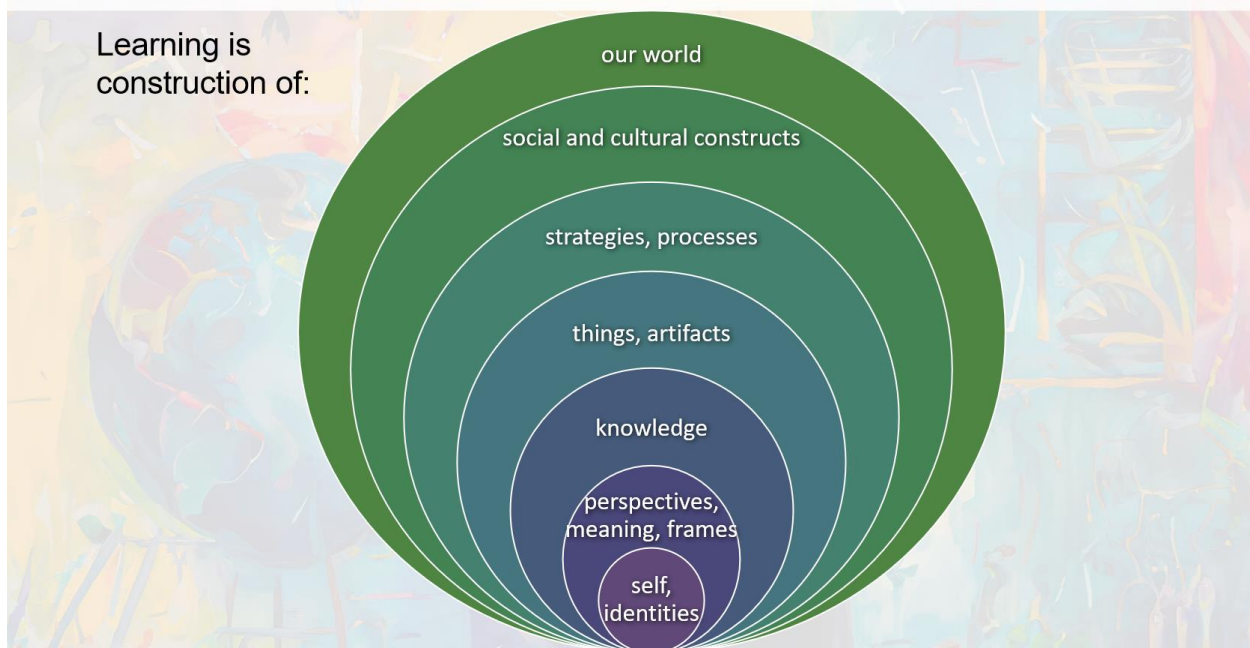 Learning is
construction of:
our world
social and cultural constructs
strategies, processes
things, artifacts
knowledge
perspectives,
meaning, frames
self,
identities